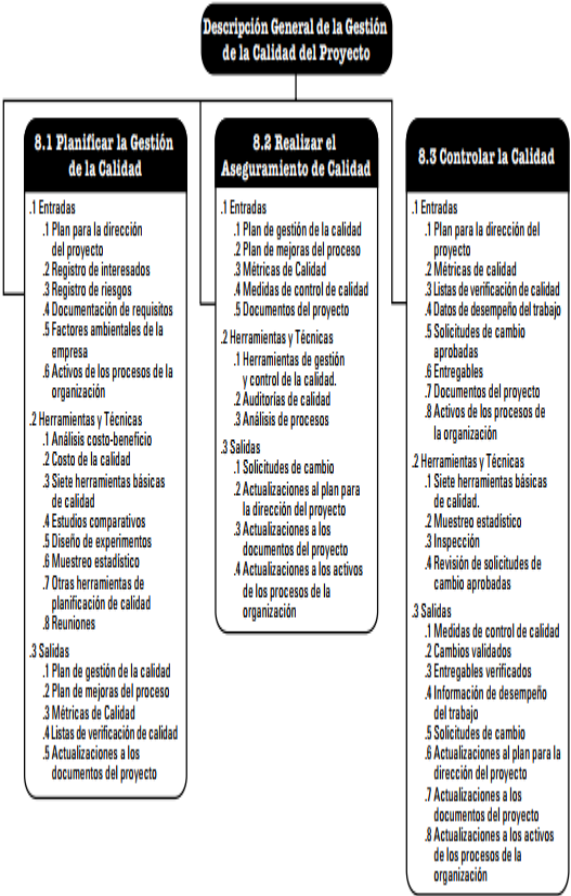 Descripción General de la Gestión
de la Calidad del Proyecto
8.1 Planificar la Gestión
de la Calidad
.1 Entradas
.1 Plan para la dirección
del proyecto
.2 Registro de interesados
.3 Registro de riesgos
.4 Documentación de requisitos
.5 Factores ambientales de la
empresa
.6 Activos de los procesos de la
organización
.2 Herramientas y Técnicas
.1 Análisis costo-beneficio
.2 Costo de la calidad
.3 Siete herramientas básicas
de calidad
.4 Estudios comparativos
.5 Diseño de experimentos
.6 Muestreo estadístico
.7 Otras herramientas de
planificación de calidad
.8 Reuniones
.3 Salidas
.1 Plan de gestión de la calidad
.2 Plan de mejoras del proceso
.3 Métricas de Calidad
.4 Listas de verificación de calidad
.5 Actualizaciones a los
documentos del proyecto
8.2 Realizar el
Aseguramiento de Calidad
.1 Entradas
.1 Plan de gestión de la calidad
.2 Plan de mejoras del proceso
.3 Métricas de Calidad
.4 Medidas de control de calidad
.5 Documentos del proyecto
.2 Herramientas y Técnicas
.1 Herramientas de gestión
y control de la calidad.
.2 Auditorías de calidad
.3 Análisis de procesos
.3 Salidas
.1 Solicitudes de cambio
.2 Actualizaciones al plan para
la dirección del proyecto
.3 Actualizaciones a los
documentos del proyecto
.4 Actualizaciones a los activos
de los procesos de la
organización
8.3 Controlar la Calidad
.1 Entradas
.1 Plan para la dirección del
proyecto
.2 Métricas de calidad
.3 Listas de verificación de calidad
.4 Datos de desempeño del trabajo
.5 Solicitudes de cambio
aprobadas
.6 Entregables
.7 Documentos del proyecto
.8 Activos de los procesos de
la organización
.2 Herramientas y Técnicas
.1 Siete herramientas básicas
de calidad.
.2 Muestreo estadístico
.3 Inspección
.4 Revisión de solicitudes de
cambio aprobadas
.3 Salidas
.1 Medidas de control de calidad
.2 Cambios validados
.3 Entregables verificados
.4 Información de desempeño
del trabajo
.5 Solicitudes de cambio
.6 Actualizaciones al plan para la
dirección del proyecto
.7 Actualizaciones a los
documentos del proyecto
.8 Actualizaciones a los activos
de los procesos de la
organización